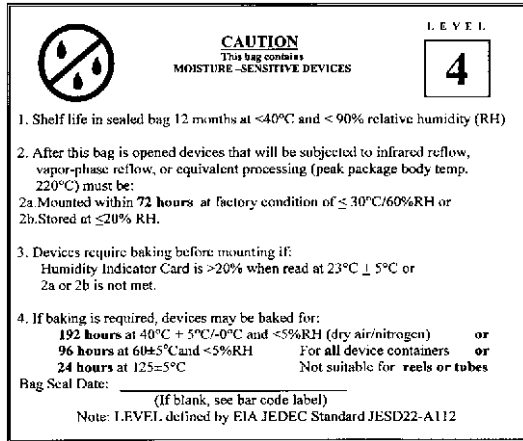 LEVEL
CAUTION
This bag contains
MOISTURE –SENSITIVE DEVICES
4
1. Shelf life in sealed bag 12 months at <40°C and < 90% relative humidity (RH)
2. After this bag is opened devices that will be subjected to infrared reflow,
vapor-phase reflow, or equivalent processing (peak package body temp.
220°C) must be:
2a.Mounted within 72 hours at factory condition of ≤ 30°C/60%RH or
2b.Stored at ≤20% RH.
3. Devices require baking before mounting if:
Humidity Indicator Card is >20% when read at 23°C ± 5°C or
2a or 2b is not met.
4. If baking is required, devices may be baked for:
192 hours at 40°C + 5°C/-0°C and <5%RH (dry air/nitrogen) or
96 hours at 60±5°Cand <5%RH For all device containers or
24 hours at 125±5°C Not suitable for reels or tubes
Bag Seal Date:
(If blank, see bar code label)
Note: LEVEL defined by EIA JEDEC Standard JESD22-A112